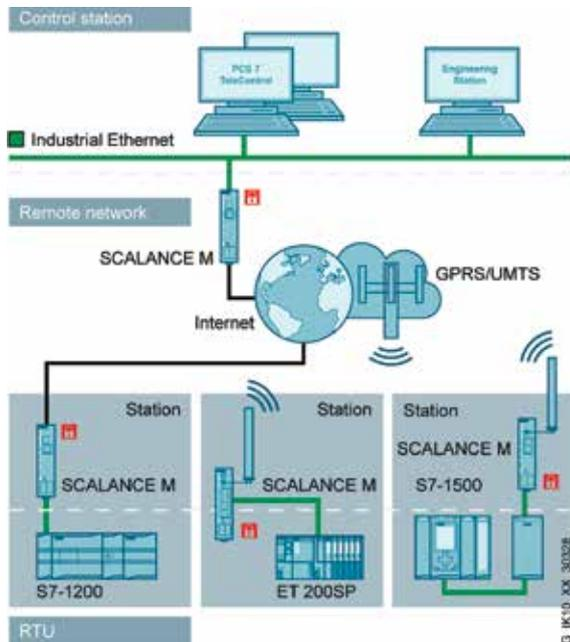 Control station
PCS 7
TeleControl
Engineering
Station
Industrial Ethernet
Remote network
SCALANCE M
GPRS/UMTS
Internet
Station
Station
Station
SCALANCE M
SCALANCE M
SCALANCE M
S7-1500
S7-1200
ET 200SP
RTU
G_IK10_XX_30328